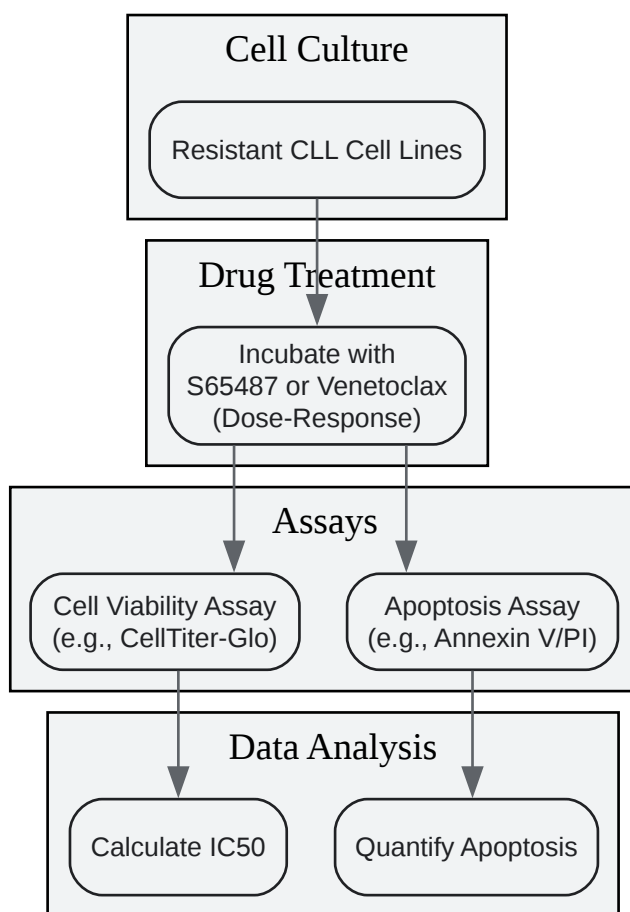 Cell Culture
Resistant CLL Cell Lines
Drug Treatment
Incubate with
S65487 or Venetoclax
(Dose-Response)
Assays
Cell Viability Assay
(e.g., CellTiter-Glo)
Apoptosis Assay
(e.g., Annexin V/PI)
Data Analysis
Calculate IC50
Quantify Apoptosis